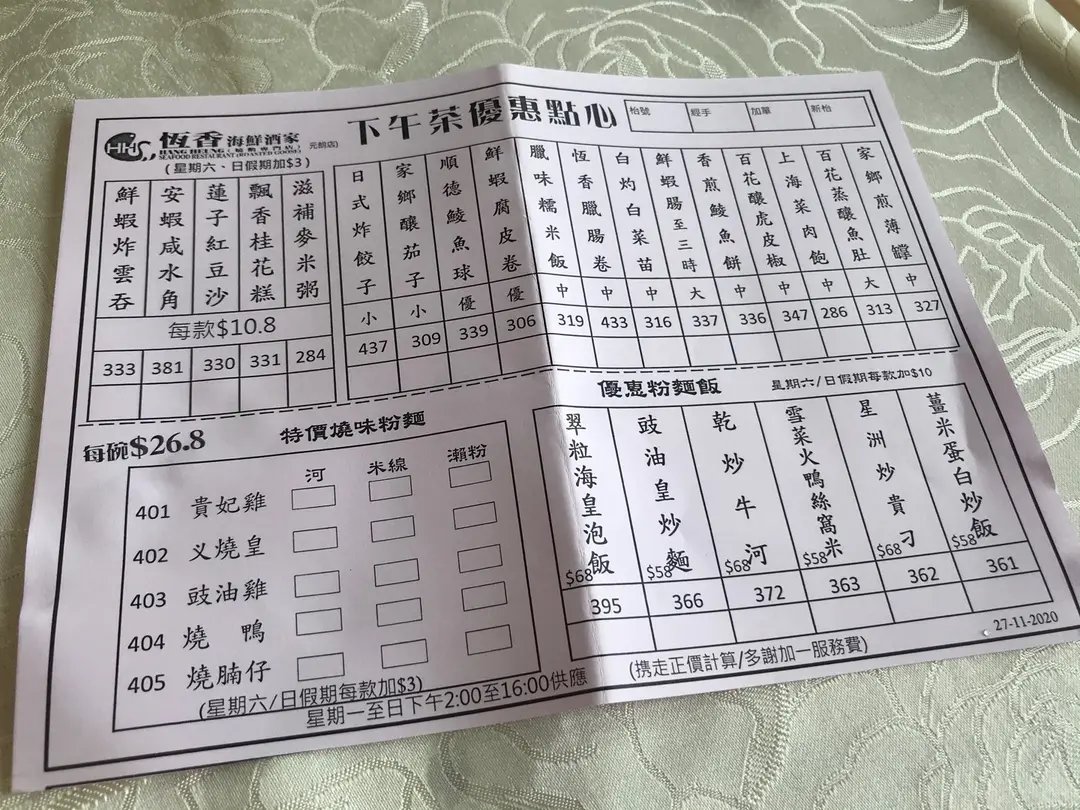 恆香海鮮酒家
HANG HEUNG (燒鵝專門店)
SEAFOOD RESTAURANT (ROASTED GOOSE)
元朗店)
下午茶優惠點心
枱號 經手 加單 新枱
(星期六、日假期加$3)
鮮蝦炸雲吞 333
安蝦咸水角 381
蓮子紅豆沙 330
飄香桂花糕 331
滋補麥米粥 284
每款$10.8
日式炸餃子 小 437
家鄉釀茄子 小 309
順德鯪魚球 優 339
鮮蝦腐皮卷 優 306
臘味糯米飯 中 319
恆香臘腸卷 中 433
白灼白菜苗 中 316
鮮蝦腸至三時 大 337
香煎鯪魚餅 中 336
百花釀虎皮椒 中 347
上海菜肉飽 中 286
百花蒸釀魚肚 大 313
家鄉煎薄罉 中 327
每碗$26.8
特價燒味粉麵
河 米線 瀨粉
401 貴妃雞
402 义燒皇
403 豉油雞
404 燒鴨
405 燒腩仔
(星期六/日假期每款加$3)
星期一至日下午2:00至16:00供應
優惠粉麵飯
星期六/日假期每款加$10
翠粒海皇泡飯 $68 395
豉油皇炒麵 $58 366
乾炒牛河 $68 372
雪菜火鴨絲窩米 $58 363
星洲炒貴刁 $68 362
薑米蛋白炒飯 $58 361
27-11-2020
(携走正價計算/多謝加一服務費)